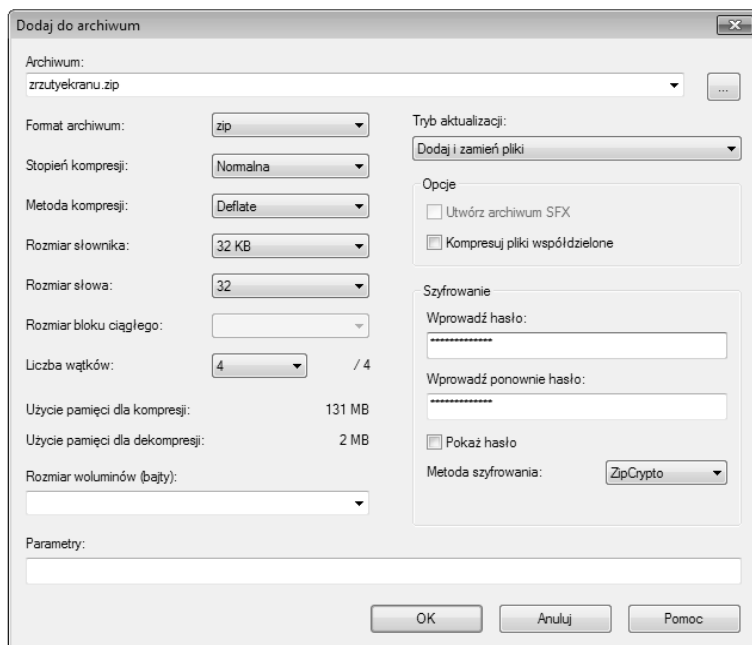 Dodaj do archiwum
Archiwum:
zrzutyekranu.zip
...
Format archiwum:
zip
Stopień kompresji:
Normalna
Metoda kompresji:
Deflate
Rozmiar słownika:
32 KB
Rozmiar słowa:
32
Rozmiar bloku ciągłego:
Liczba wątków:
4
/ 4
Użycie pamięci dla kompresji:
131 MB
Użycie pamięci dla dekompresji:
2 MB
Rozmiar woluminów (bajty):
Tryb aktualizacji:
Dodaj i zamień pliki
Opcje
Utwórz archiwum SFX
Kompresuj pliki współdzielone
Szyfrowanie
Wprowadź hasło:
*************
Wprowadź ponownie hasło:
*************
Pokaż hasło
Metoda szyfrowania:
ZipCrypto
Parametry:
OK
Anuluj
Pomoc